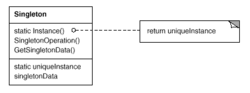 Singleton
static Instance()
SingletonOperation()
GetSingletonData()
static uniqueInstance
singletonData
return uniqueInstance